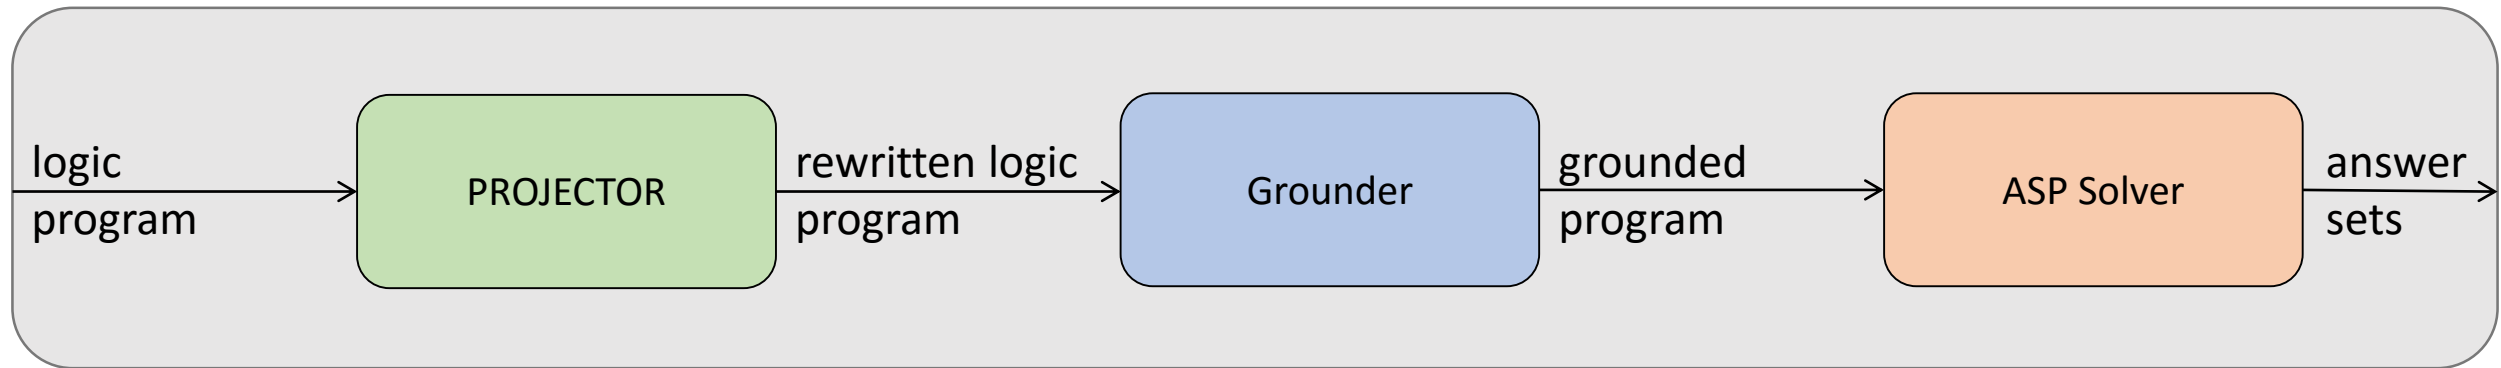 logic
program
PROJECTOR
rewritten logic
program
Grounder
grounded
program
ASP Solver
answer
sets